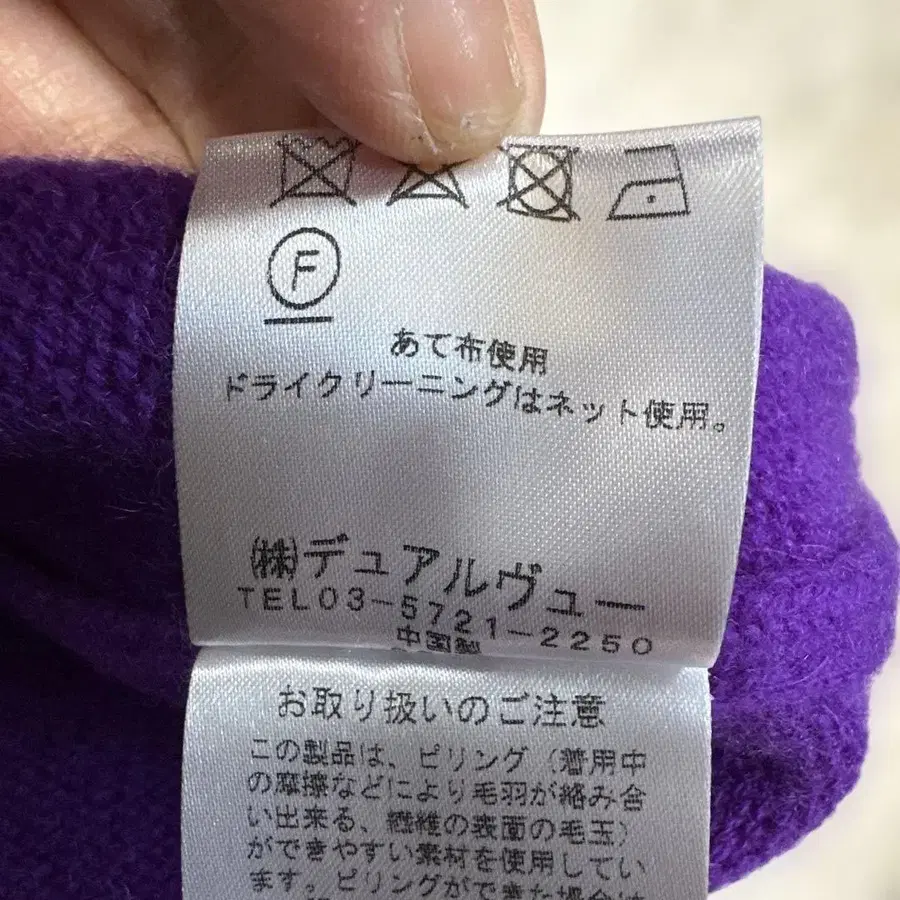 F
あて布使用
ドライクリーニングはネット使用。
㈱デュアルヴュー
TEL03-5721-2250
中国製
お取り扱いのご注意
この製品は、ピリング（着用中
の摩擦などにより毛羽が絡み合
い出来る、繊維の表面の毛玉）
ができやすい素材を使用してい
ます。ピリングができた場合は